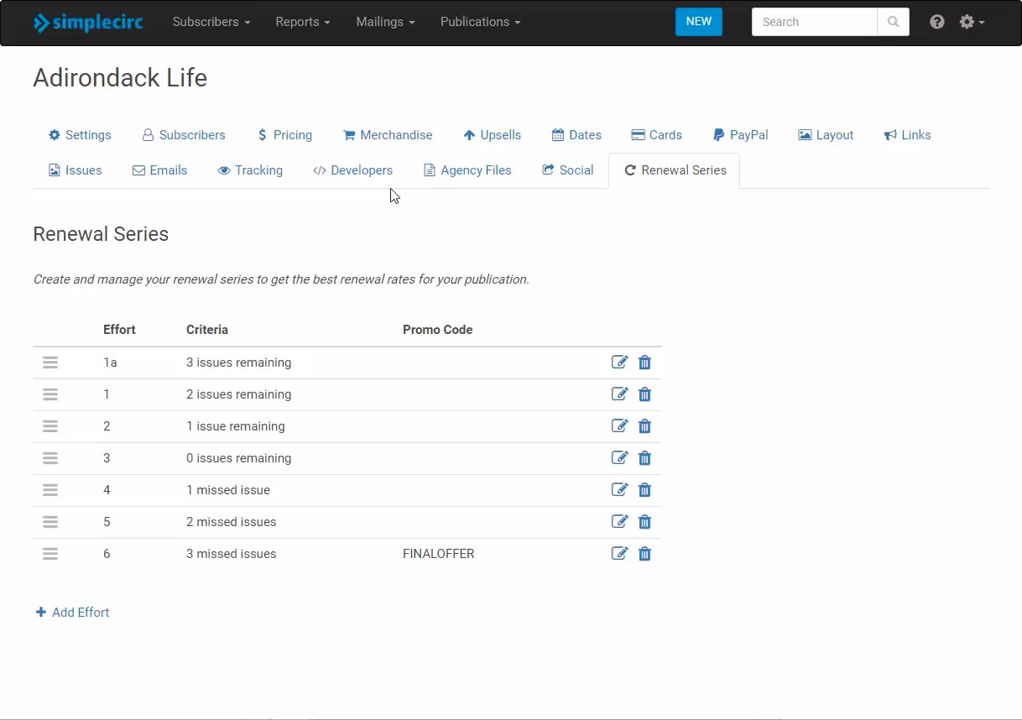 simplecirc Subscribers Reports Mailings Publications NEW Search
Adirondack Life
Settings Subscribers Pricing Merchandise Upsells Dates Cards PayPal Layout Links
Issues Emails Tracking Developers Agency Files Social Renewal Series
Renewal Series
Create and manage your renewal series to get the best renewal rates for your publication.
Effort Criteria Promo Code
1a 3 issues remaining
1 2 issues remaining
2 1 issue remaining
3 0 issues remaining
4 1 missed issue
5 2 missed issues
6 3 missed issues FINALOFFER
Add Effort